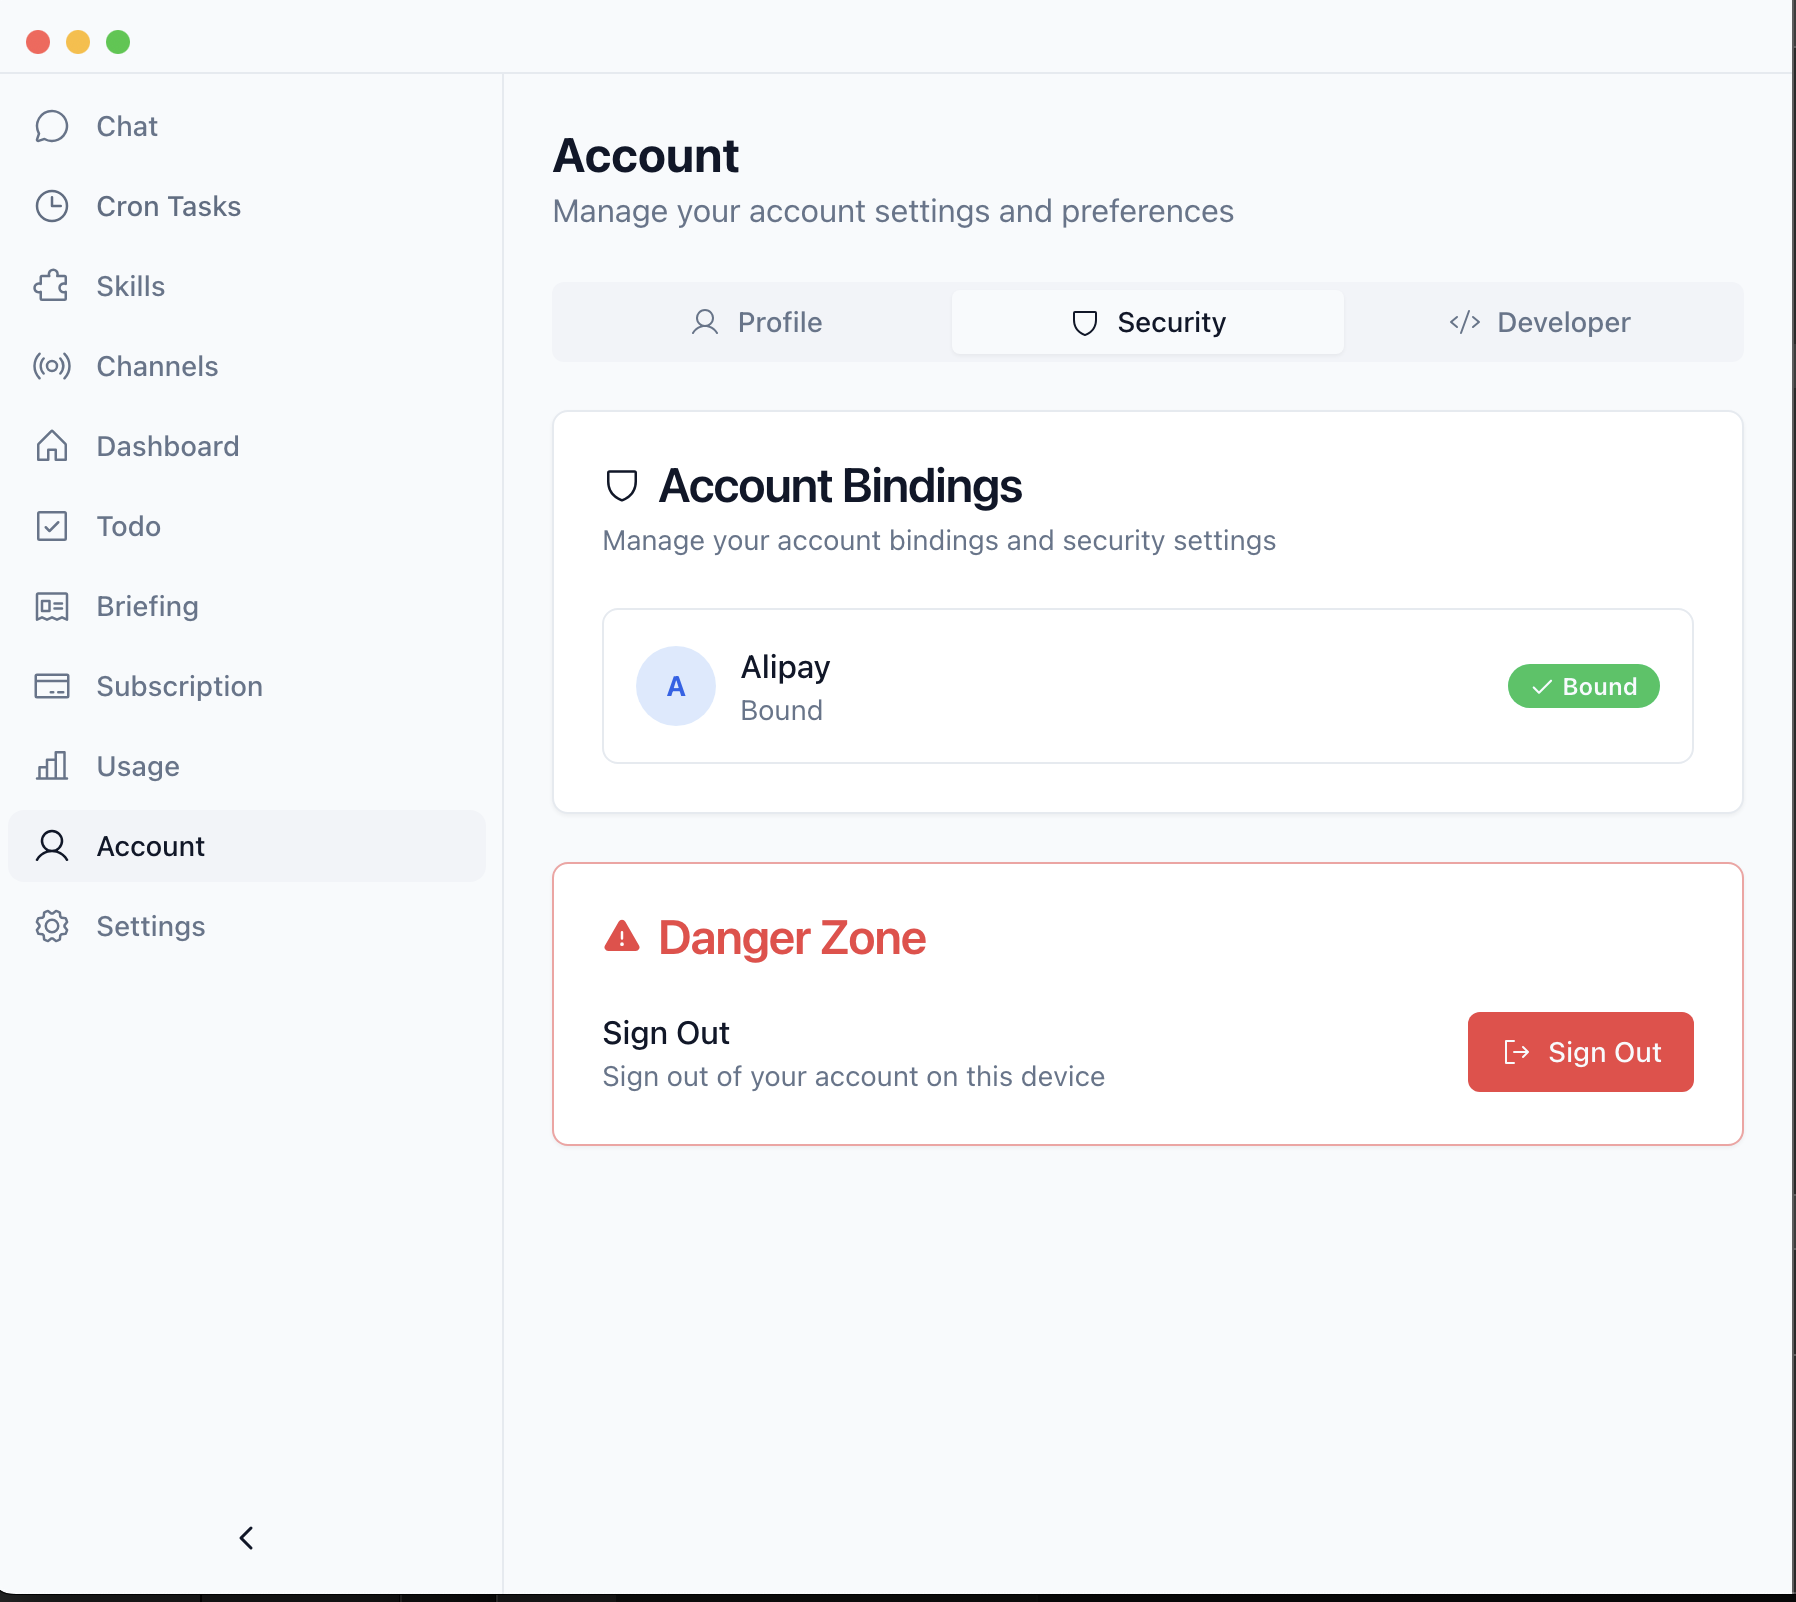 Chat
Cron Tasks
Skills
Channels
Dashboard
Todo
Briefing
Subscription
Usage
Account
Settings
Account
Manage your account settings and preferences
Profile
Security
</> Developer
Account Bindings
Manage your account bindings and security settings
A
Alipay
Bound
Bound
Danger Zone
Sign Out
Sign out of your account on this device
Sign Out